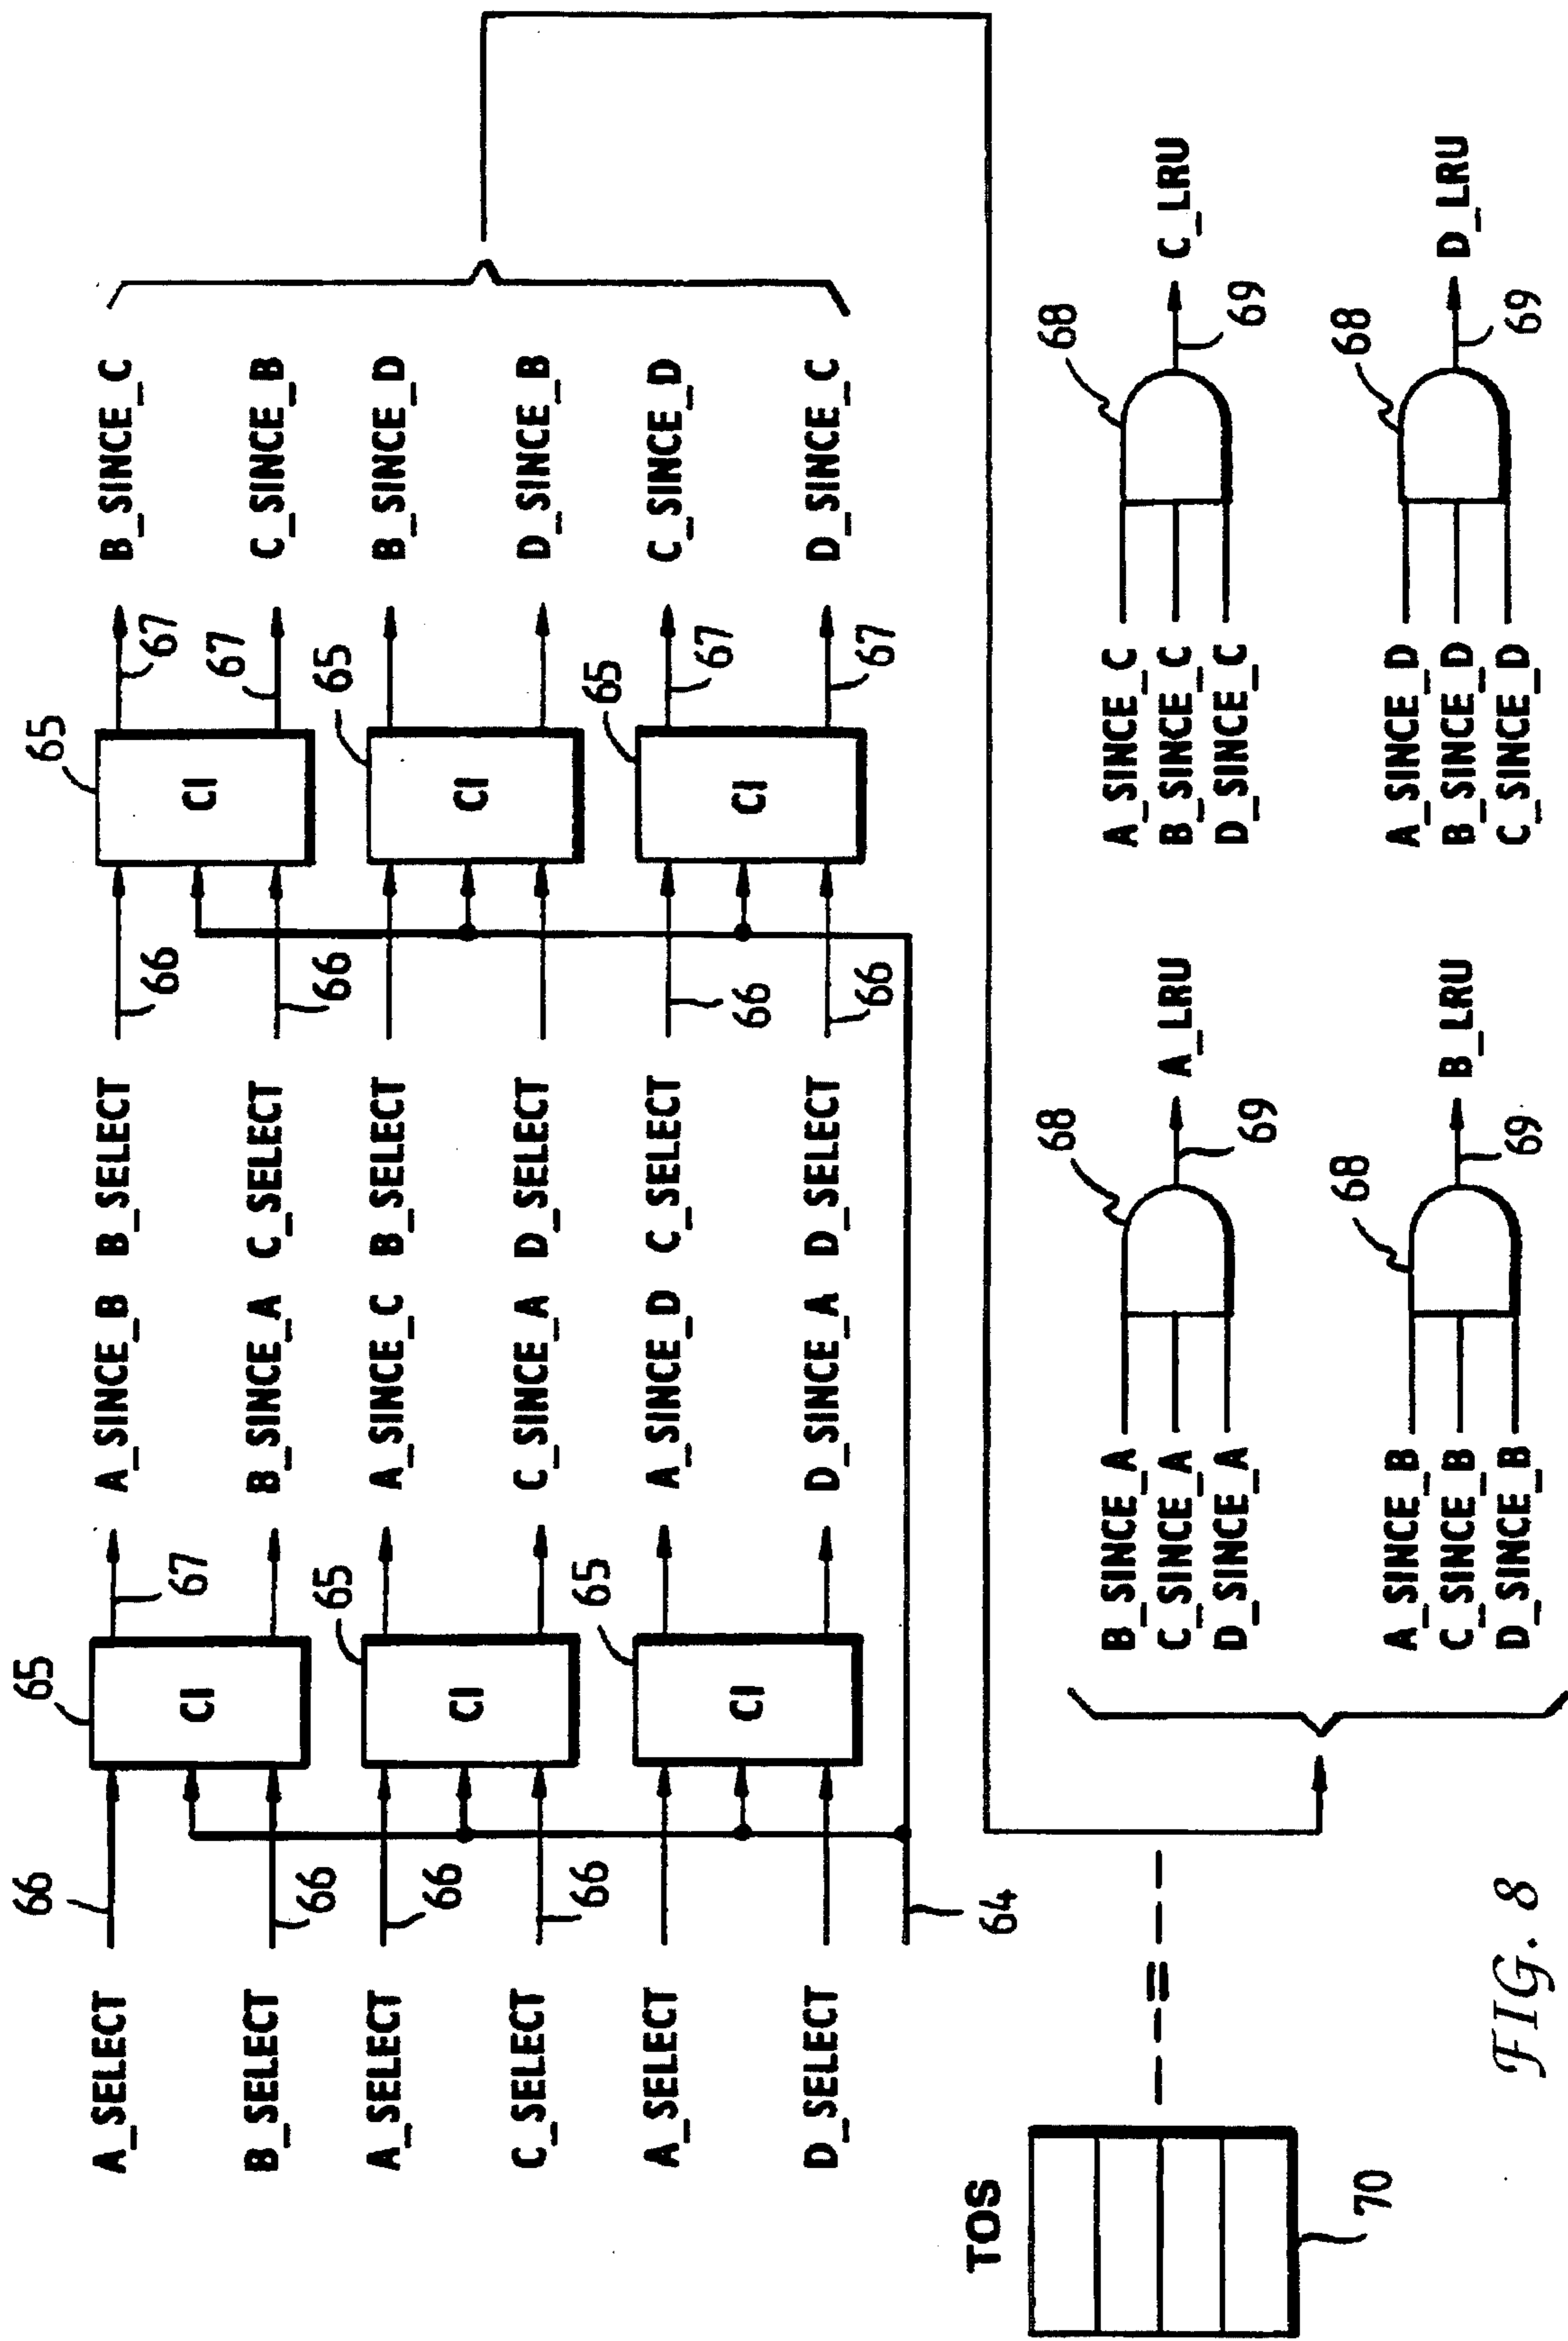 66 65 65
A_SELECT A_SINCE_B B_SELECT B_SINCE_C
67 66 67
CI CI
67
B_SELECT B_SINCE_A C_SELECT C_SINCE_B
66 65 66 65
A_SELECT A_SINCE_C B_SELECT B_SINCE_D
66
CI CI
C_SELECT C_SINCE_A D_SELECT D_SINCE_B
66 65 65
A_SELECT A_SINCE_D C_SELECT C_SINCE_D
67
CI 66 CI
D_SELECT D_SINCE_A D_SELECT D_SINCE_C
66 67
64
TOS
68 68
B_SINCE_A A_SINCE_C
C_SINCE_A A_LRU B_SINCE_C C_LRU
D_SINCE_A D_SINCE_C
69 69
70
68 68
A_SINCE_B A_SINCE_D
C_SINCE_B B_LRU B_SINCE_D D_LRU
D_SINCE_B C_SINCE_D
69 69
FIG. 8